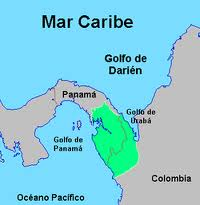 Mar Caribe
Golfo de
Darién
Panamá
Golfo de
Urabá
Golfo de
Panamá
Colombia
Océano Pacífico